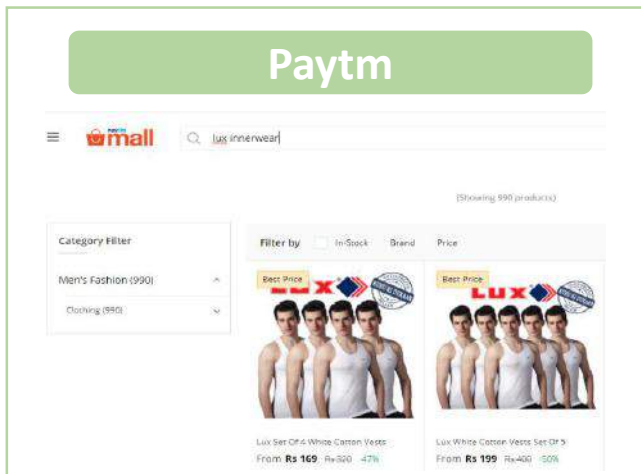 Paytm
mall
lux innerwear
(Showing 990 products)
Category Filter
Filter by In-Stock Brand Price
Men's Fashion (990)
Clothing (990)
Best Price
LUX
Best Price
LUX
Lux Set Of 4 White Cotton Vests
From Rs 169 Rs 320 -47%
Lux White Cotton Vests Set Of 5
From Rs 199 Rs 400 -50%